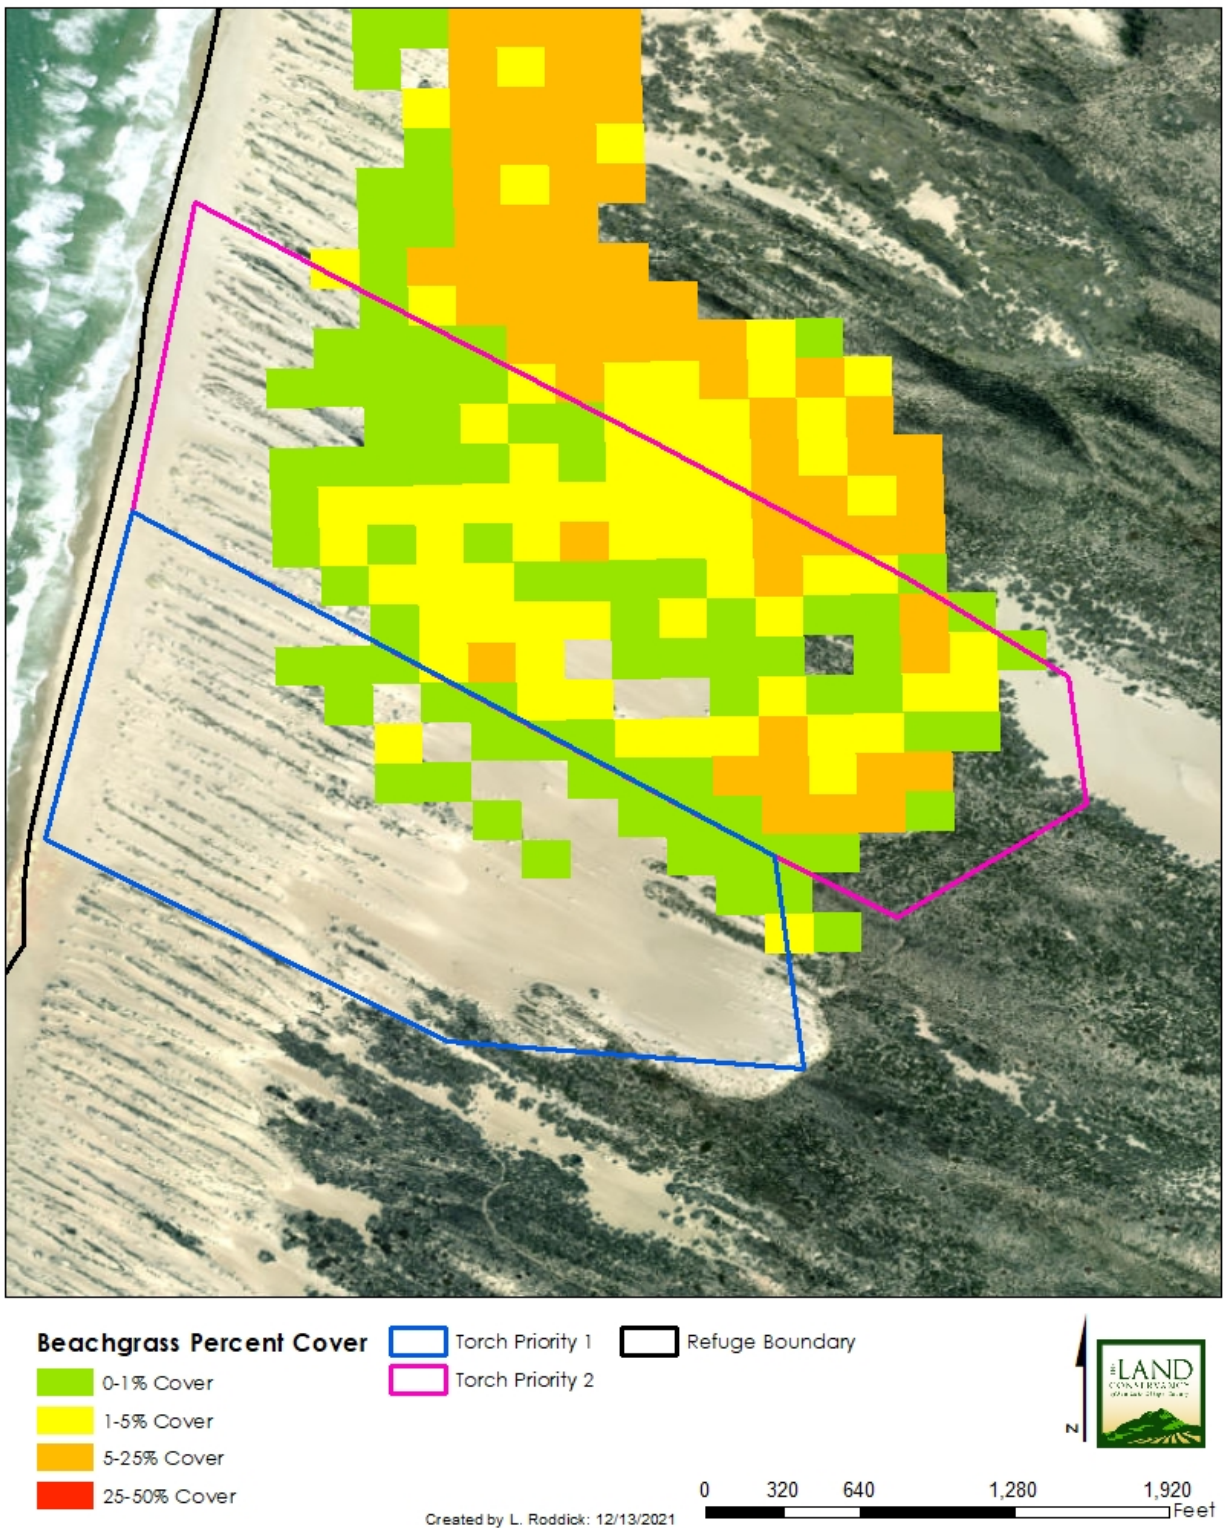 Beachgrass Percent Cover
0-1% Cover
1-5% Cover
5-25% Cover
25-50% Cover
Torch Priority 1
Torch Priority 2
Refuge Boundary
N
THE LAND
CONSERVANCY
0 320 640 1,280 1,920
Feet
Created by L. Roddick: 12/13/2021